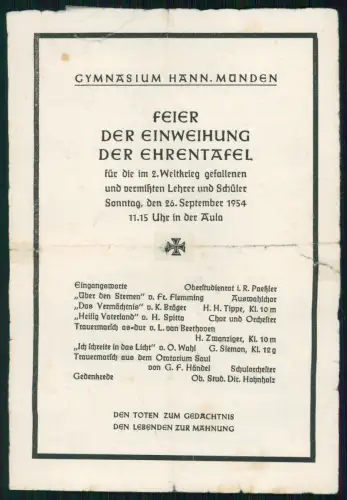 GYMNASIUM HANN. MÜNDEN
FEIER
DER EINWEIHUNG
DER EHRENTAFEL
für die im 2. Weltkrieg gefallenen
und vermißten Lehrer und Schüler
Sonntag, den 26. September 1954
11.15 Uhr in der Aula
Eingangsworte Oberstudienrat i. R. Paeßler
„Über den Sternen" v. Fr. Flemming Auswahlchor
„Das Vermächtnis" v. K. Bröger H. H. Tippe, Kl. 10 m
„Heilig Vaterland" v. H. Spitta Chor und Orchester
Trauermarsch as-dur v. L. van Beethoven
H. Zwanziger, Kl. 10 m
„Ich schreite in das Licht" v. O. Wahl G. Siemon, Kl. 12 g
Trauermarsch aus dem Oratorium Saul
von G. F. Händel Schulorchester
Gedenkrede Ob. Stud. Dir. Hohnholz
DEN TOTEN ZUM GEDÄCHTNIS
DEN LEBENDEN ZUR MAHNUNG